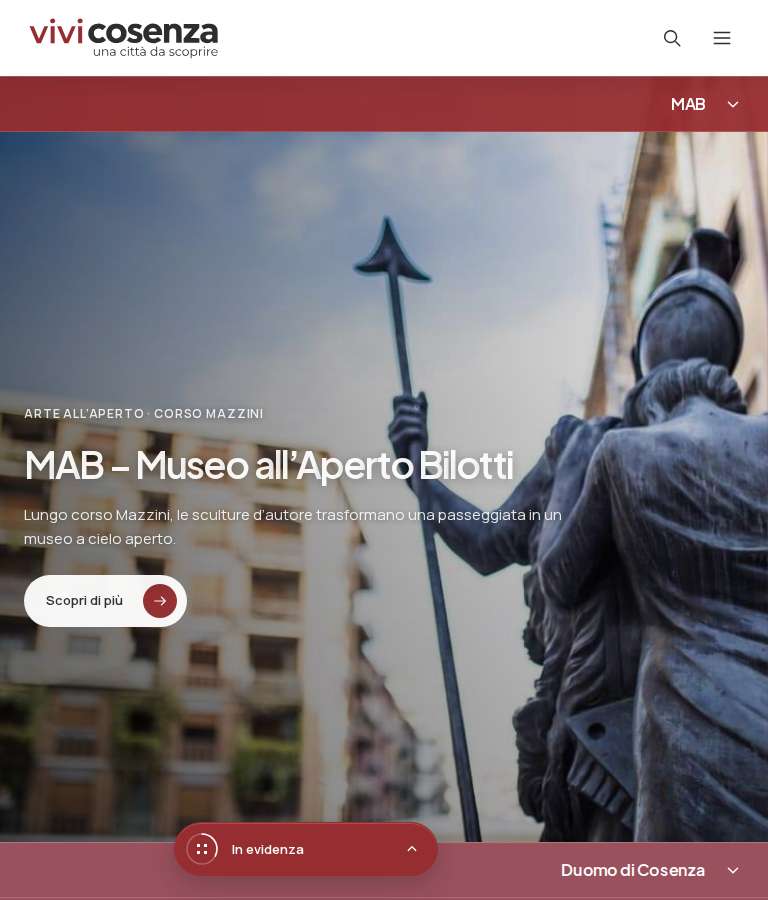 vivicosenza
una città da scoprire
MAB
ARTE ALL'APERTO · CORSO MAZZINI
MAB – Museo all’Aperto Bilotti
Lungo corso Mazzini, le sculture d’autore trasformano una passeggiata in un
museo a cielo aperto.
Scopri di più
In evidenza
Duomo di Cosenza